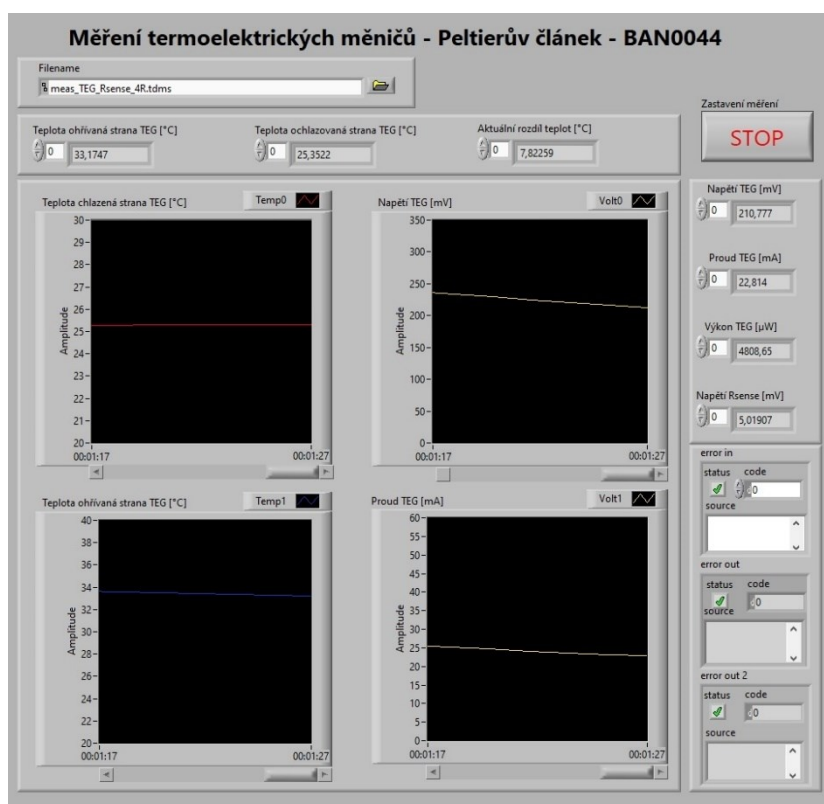 Měření termoelektrických měničů - Peltierův článek - BAN0044
Filename
meas_TEG_Rsense_4R.tdms
Zastavení měření
STOP
Teplota ohřívaná strana TEG [°C]
0
33,1747
Teplota ochlazovaná strana TEG [°C]
0
25,3522
Aktuální rozdíl teplot [°C]
0
7,82259
Teplota chlazená strana TEG [°C]
Temp0
Amplitude
30
29
28
27
26
25
24
23
22
21
20
00:01:17
00:01:27
Napětí TEG [mV]
Volt0
Amplitude
350
300
250
200
150
100
50
0
00:01:17
00:01:27
Teplota ohřívaná strana TEG [°C]
Temp1
Amplitude
40
38
36
34
32
30
28
26
24
22
20
00:01:17
00:01:27
Proud TEG [mA]
Volt1
Amplitude
60
55
50
45
40
35
30
25
20
15
10
5
0
00:01:17
00:01:27
Napětí TEG [mV]
0
210,777
Proud TEG [mA]
0
22,814
Výkon TEG [µW]
0
4808,65
Napětí Rsense [mV]
0
5,01907
error in
status code
0
source
error out
status code
0
source
error out 2
status code
0
source